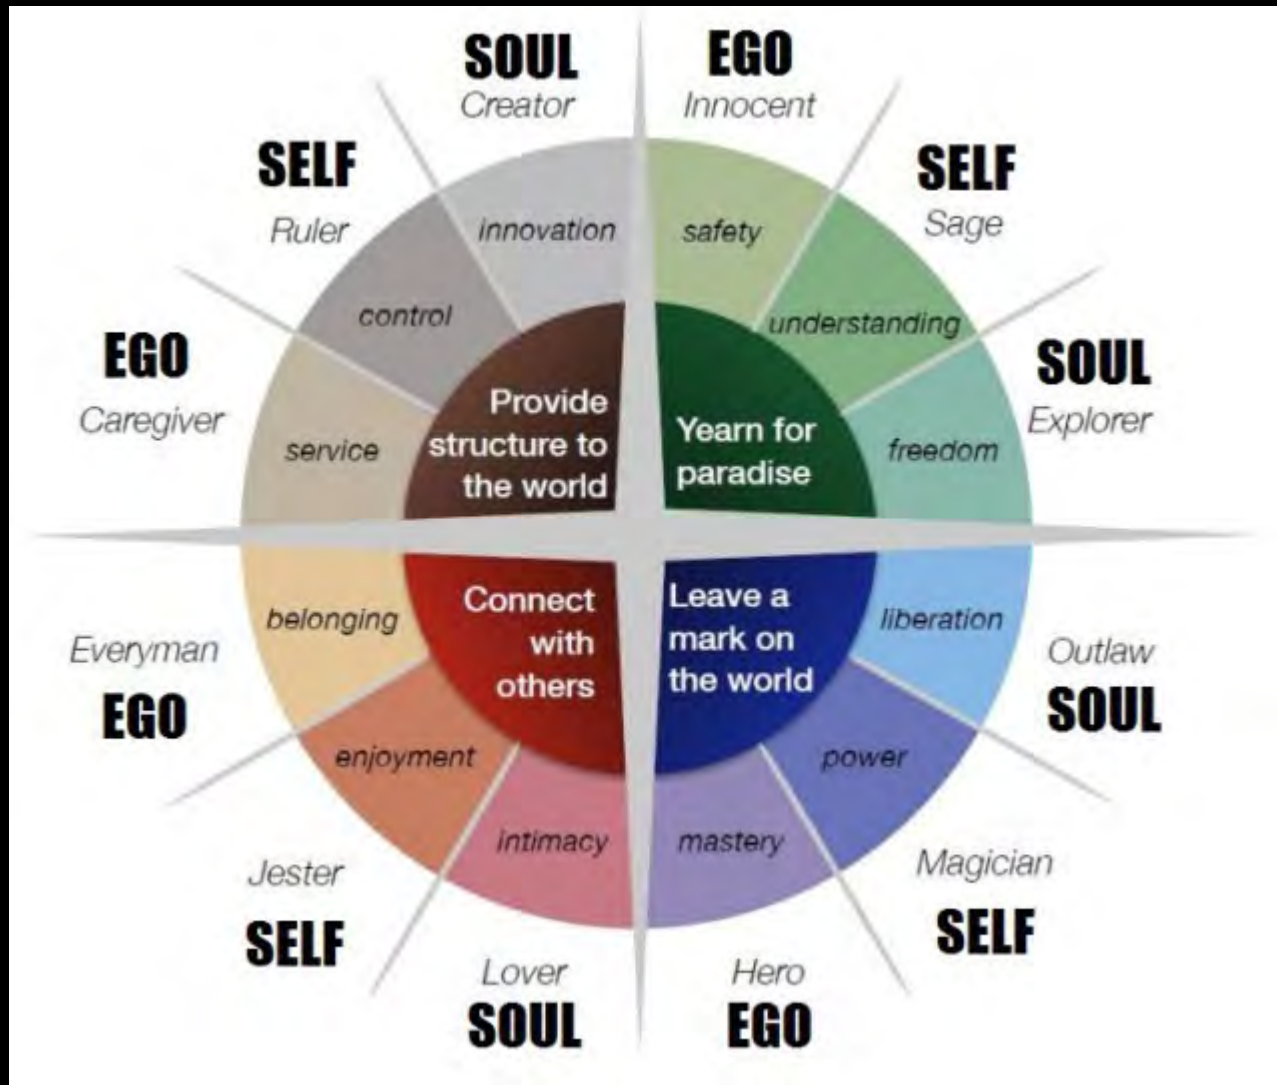 SOUL
Creator
EGO
Innocent
SELF
Sage
SOUL
Explorer
Outlaw
SOUL
Magician
SELF
Hero
EGO
Lover
SOUL
Jester
SELF
Everyman
EGO
EGO
Caregiver
SELF
Ruler
innovation
safety
understanding
freedom
liberation
power
mastery
intimacy
enjoyment
belonging
service
control
Provide
structure to
the world
Yearn for
paradise
Leave a
mark on
the world
Connect
with
others